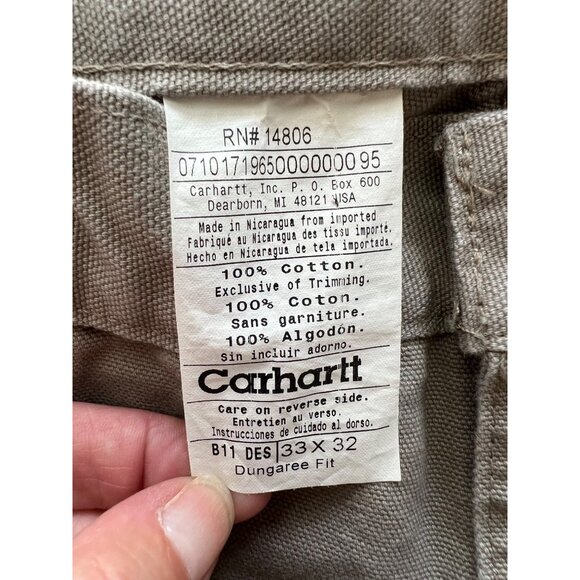 RN# 14806
0710171965000000095
Carhartt, Inc. P. O. Box 600
Dearborn, MI 48121 USA
Made in Nicaragua from imported
Fabriqué au Nicaragua des tissu importé.
Hecho en Nicaragua de tela importada.
100% Cotton.
Exclusive of Trimming.
100% Coton.
Sans garniture.
100% Algodón.
Sin incluir adorno.
Carhartt
Care on reverse side.
Entretien au verso.
Instrucciones de cuidado al dorso.
B11 DES 33 X 32
Dungaree Fit